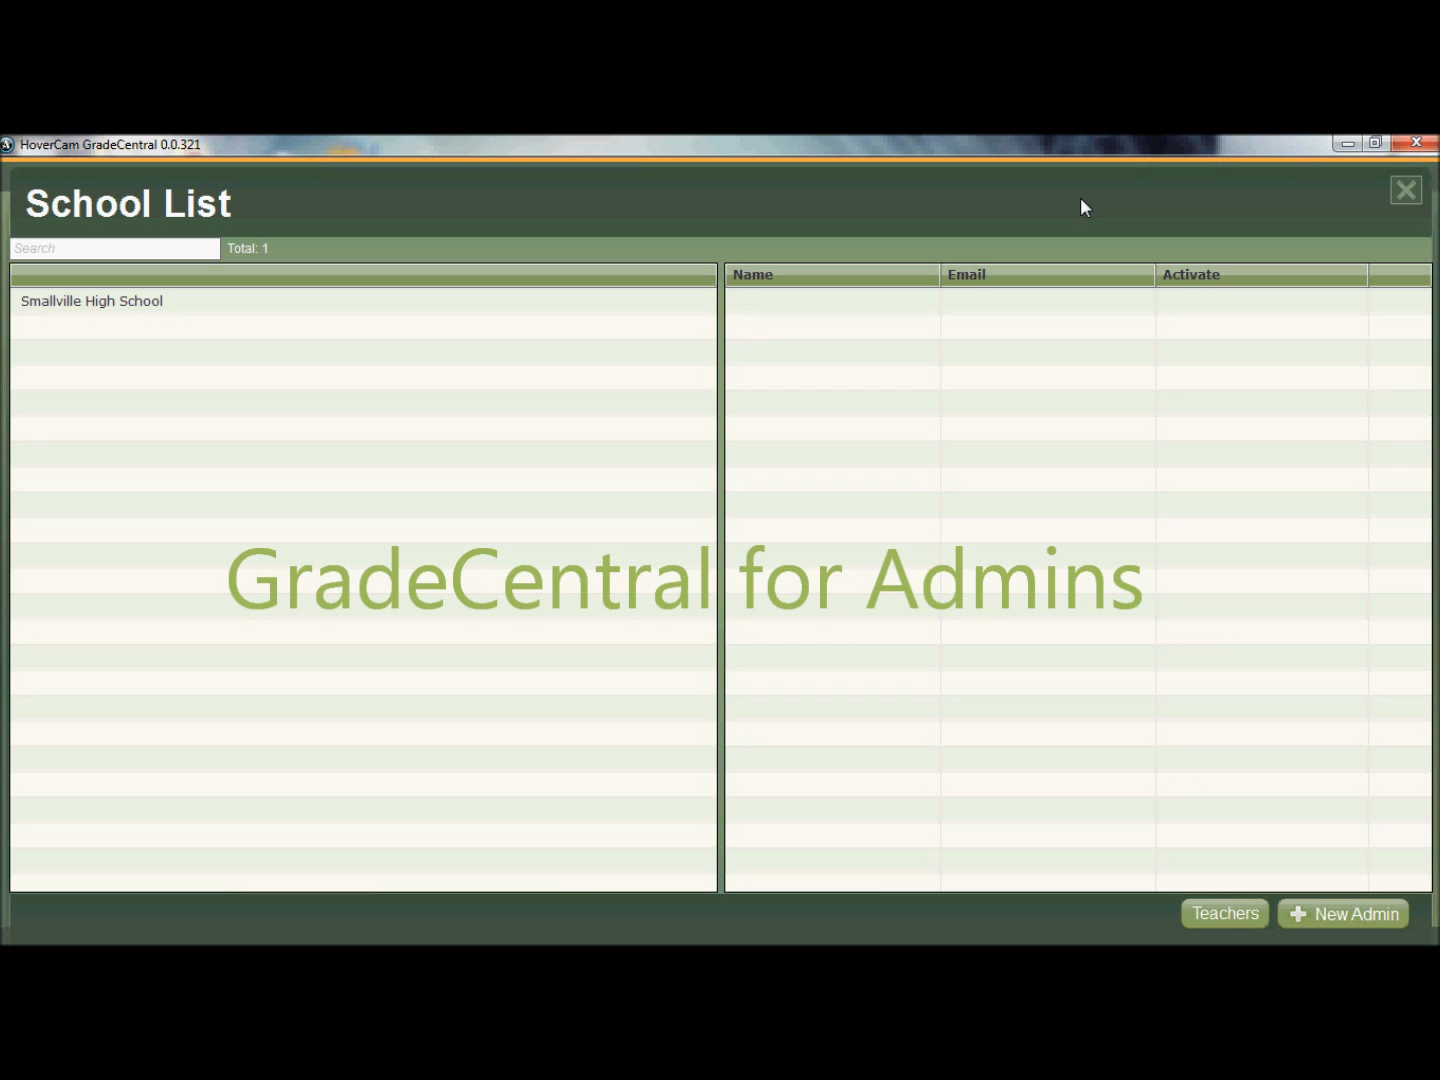 HoverCam GradeCentral 0.0.321
School List
Search
Total: 1
Name Email Activate
Smallville High School
GradeCentral for Admins
Teachers
New Admin